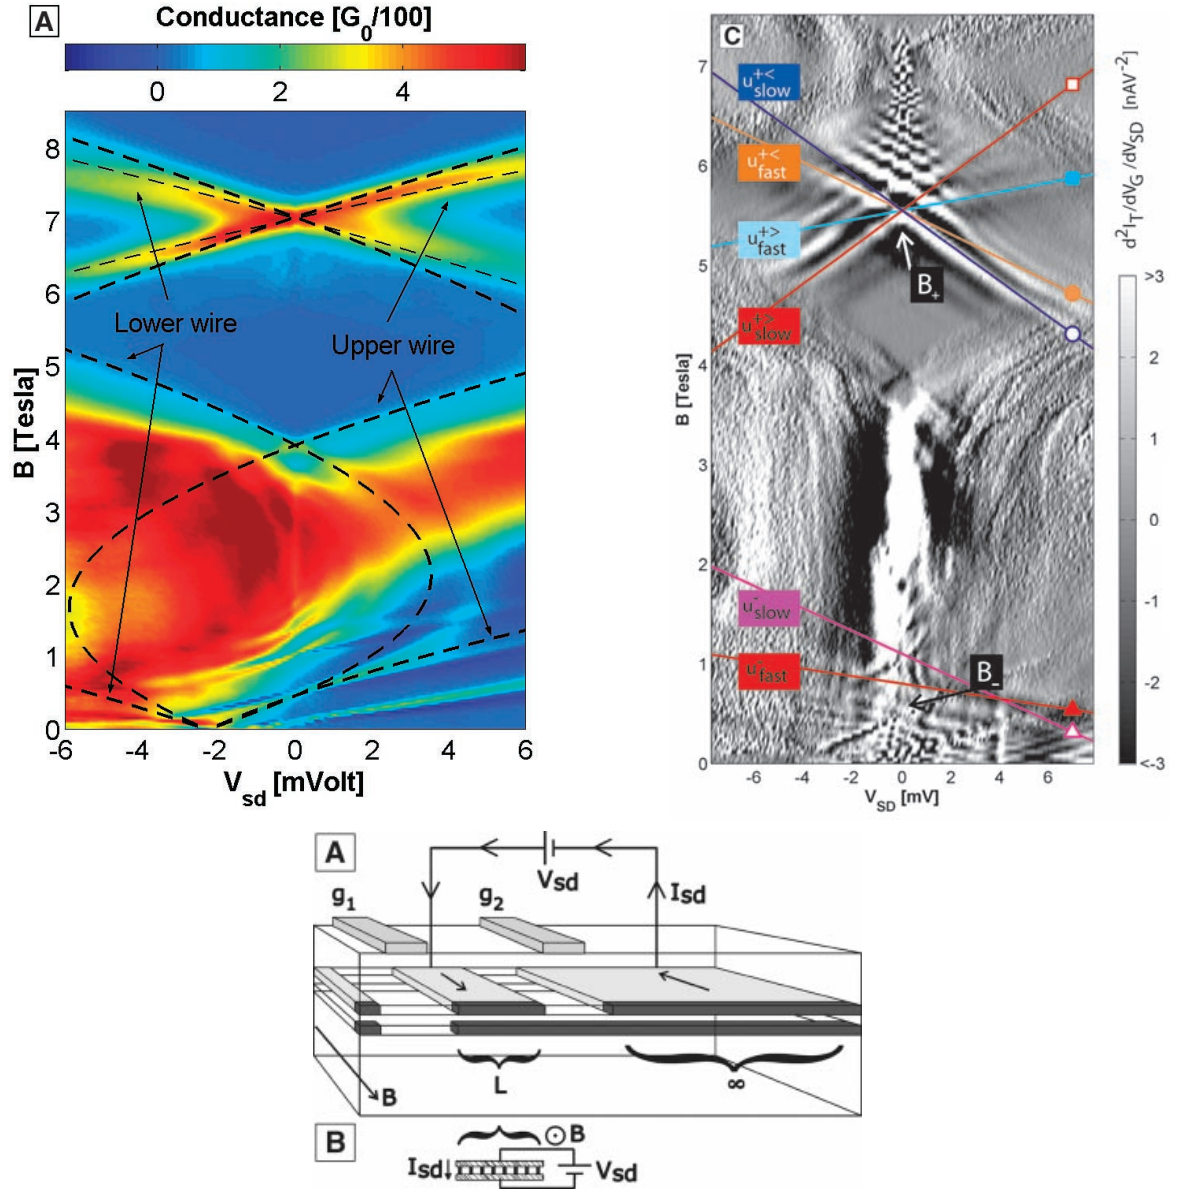 A
Conductance [G0/100]
0 2 4
8
7
6
5
4
3
2
1
0
B [Tesla]
Lower wire
Upper wire
-6 -4 -2 0 2 4 6
Vsd [mVolt]
C
7
6
5
4
3
2
1
0
B [Tesla]
u+<slow
u+<fast
u+>fast
u+>slow
B+
u-slow
u-fast
B-
-6 -4 -2 0 2 4 6
VSD [mV]
d²IT/dVG/dVSD [nAV⁻²]
>3
2
1
0
-1
-2
<-3
A
Vsd
Isd
g1
g2
L
∞
B
B
B
Isd
Vsd